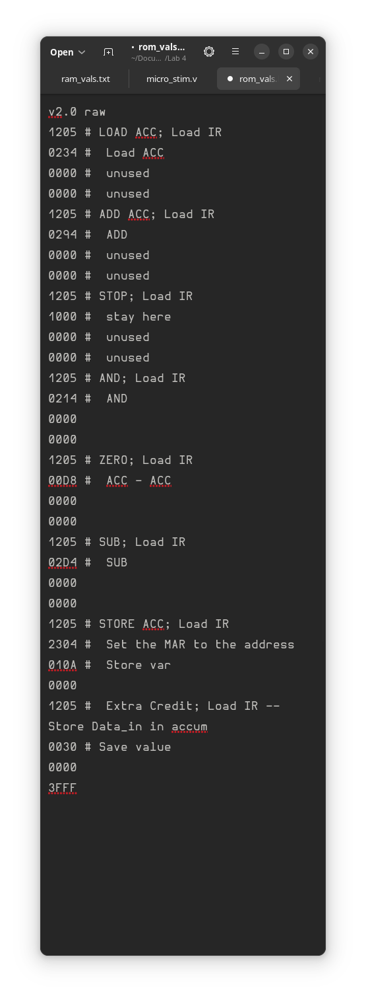 Open
• rom_vals...
~/Docu... /Lab 4
ram_vals.txt
micro_stim.v
rom_vals.
v2.0 raw
1205 # LOAD ACC; Load IR
0234 #  Load ACC
0000 #  unused
0000 #  unused
1205 # ADD ACC; Load IR
0294 #  ADD
0000 #  unused
0000 #  unused
1205 # STOP; Load IR
1000 #  stay here
0000 #  unused
0000 #  unused
1205 # AND; Load IR
0214 #  AND
0000
0000
1205 # ZERO; Load IR
00D8 #  ACC - ACC
0000
0000
1205 # SUB; Load IR
02D4 #  SUB
0000
0000
1205 # STORE ACC; Load IR
2304 #  Set the MAR to the address
010A #  Store var
0000
1205 #  Extra Credit; Load IR --
Store Data_in in accum
0030 # Save value
0000
3FFF